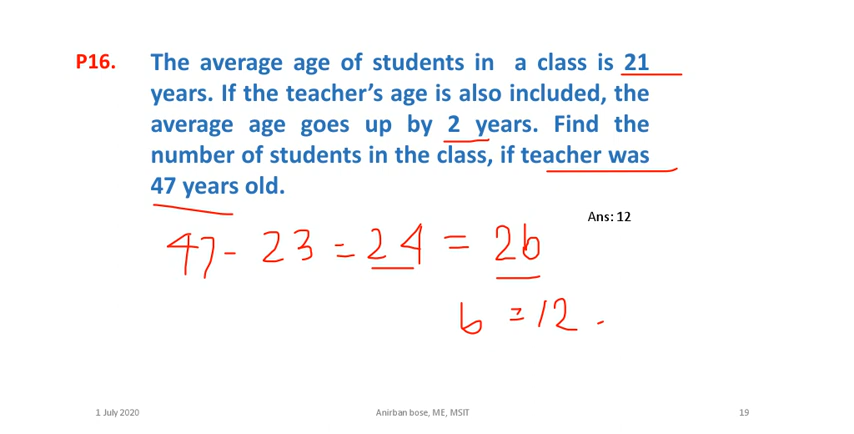 P16. The average age of students in a class is 21
years. If the teacher's age is also included, the
average age goes up by 2 years. Find the
number of students in the class, if teacher was
47 years old.
Ans: 12
47 - 23 = 24 = 2b
b = 12 .
1 July 2020 Anirban bose, ME, MSIT 19